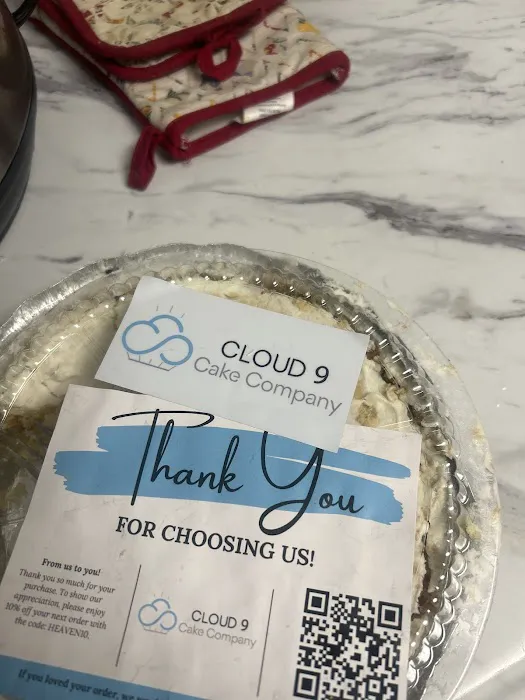 CLOUD 9
Cake Company
Thank You
FOR CHOOSING US!
From us to you!
Thank you so much for your
purchase. To show our
appreciation, please enjoy
10% off your next order with
the code: HEAVEN10.
CLOUD 9
Cake Company
If you loved your order, we